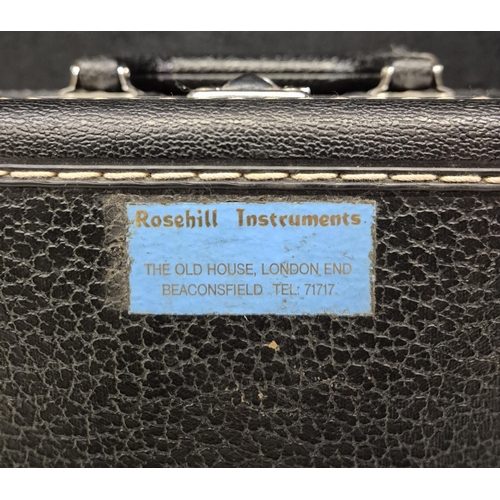 Rosehill Instruments
THE OLD HOUSE, LONDON END
BEACONSFIELD TEL: 71717